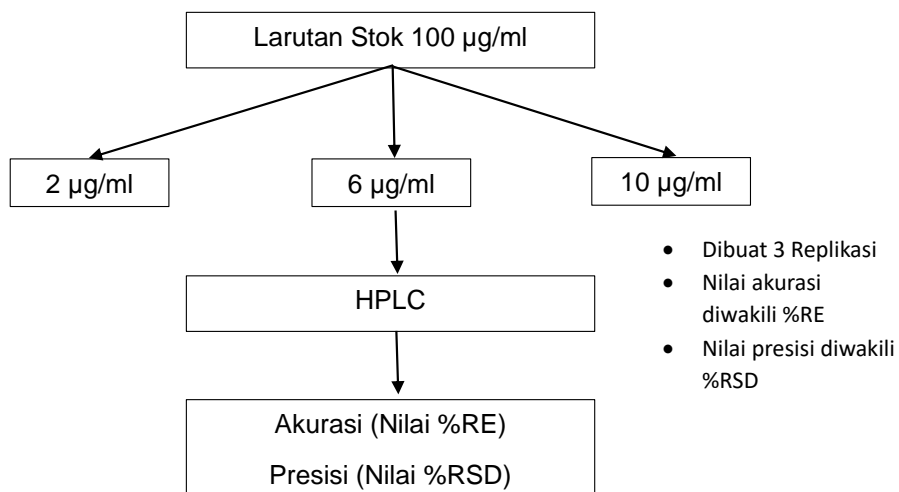 Larutan Stok 100 µg/ml
2 µg/ml
6 µg/ml
10 µg/ml
• Dibuat 3 Replikasi
• Nilai akurasi
diwakili %RE
• Nilai presisi diwakili
%RSD
HPLC
Akurasi (Nilai %RE)
Presisi (Nilai %RSD)